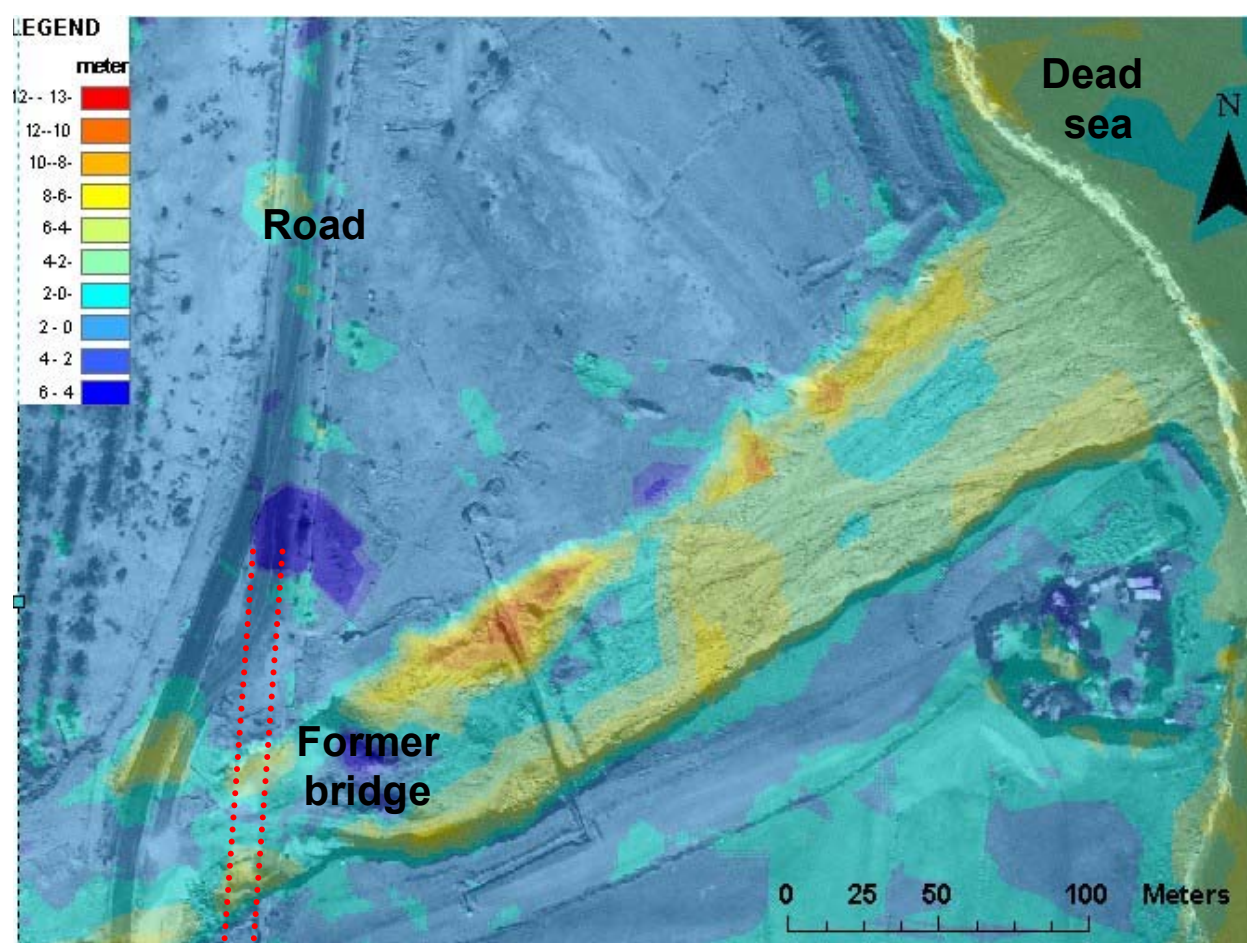 LEGEND
meter
12-- 13-
12--10
10--8-
8-6-
6-4-
4-2-
2-0-
2 - 0
4 - 2
6 - 4
Road
Dead
sea
N
Former
bridge
0 25 50 100 Meters